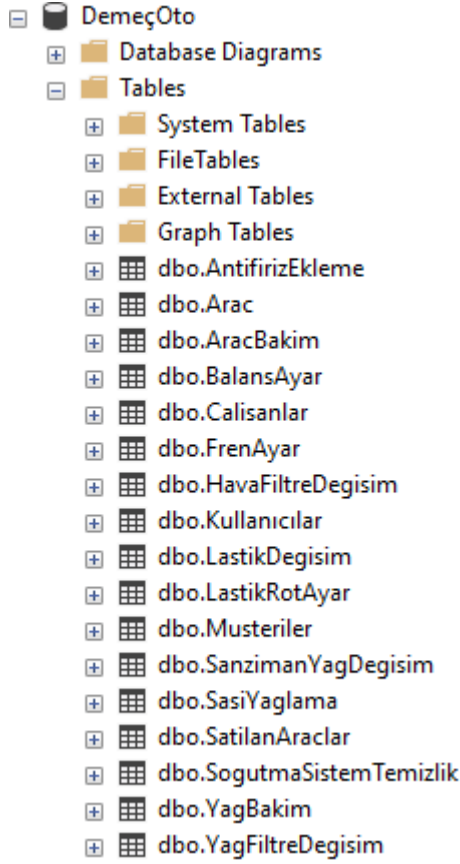 DemeçOto
Database Diagrams
Tables
System Tables
FileTables
External Tables
Graph Tables
dbo.AntifirizEkleme
dbo.Arac
dbo.AracBakim
dbo.BalansAyar
dbo.Calisanlar
dbo.FrenAyar
dbo.HavaFiltreDegisim
dbo.Kullanıcılar
dbo.LastikDegisim
dbo.LastikRotAyar
dbo.Musteriler
dbo.SanzimanYagDegisim
dbo.SasiYaglama
dbo.SatilanAraclar
dbo.SogutmaSistemTemizlik
dbo.YagBakim
dbo.YagFiltreDegisim